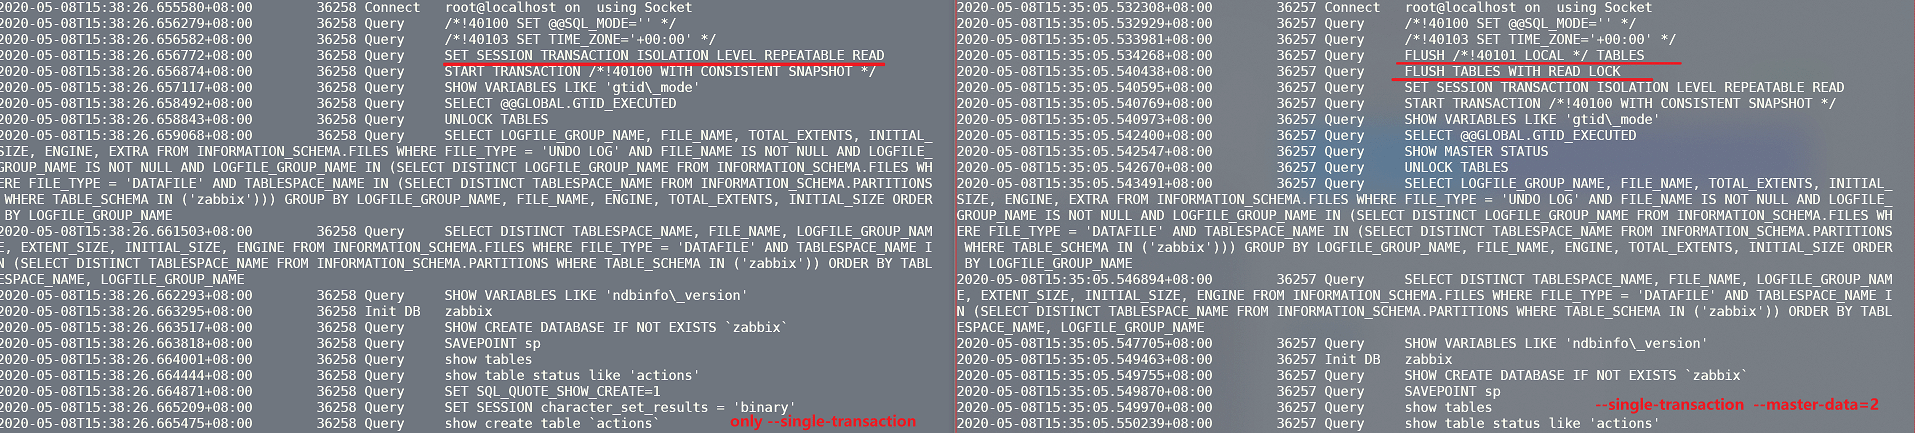 2020-05-08T15:38:26.655580+08:00 36258 Connect root@localhost on using Socket
2020-05-08T15:38:26.656279+08:00 36258 Query /*!40100 SET @@SQL_MODE='' */
2020-05-08T15:38:26.656582+08:00 36258 Query /*!40103 SET TIME_ZONE='+00:00' */
2020-05-08T15:38:26.656772+08:00 36258 Query SET SESSION TRANSACTION ISOLATION LEVEL REPEATABLE READ
2020-05-08T15:38:26.656874+08:00 36258 Query START TRANSACTION /*!40100 WITH CONSISTENT SNAPSHOT */
2020-05-08T15:38:26.657117+08:00 36258 Query SHOW VARIABLES LIKE 'gtid\_mode'
2020-05-08T15:38:26.658492+08:00 36258 Query SELECT @@GLOBAL.GTID_EXECUTED
2020-05-08T15:38:26.658843+08:00 36258 Query UNLOCK TABLES
2020-05-08T15:38:26.659068+08:00 36258 Query SELECT LOGFILE_GROUP_NAME, FILE_NAME, TOTAL_EXTENTS, INITIAL_
SIZE, ENGINE, EXTRA FROM INFORMATION_SCHEMA.FILES WHERE FILE_TYPE = 'UNDO LOG' AND FILE_NAME IS NOT NULL AND LOGFILE_
GROUP_NAME IS NOT NULL AND LOGFILE_GROUP_NAME IN (SELECT DISTINCT LOGFILE_GROUP_NAME FROM INFORMATION_SCHEMA.FILES WH
ERE FILE_TYPE = 'DATAFILE' AND TABLESPACE_NAME IN (SELECT DISTINCT TABLESPACE_NAME FROM INFORMATION_SCHEMA.PARTITIONS
WHERE TABLE_SCHEMA IN ('zabbix'))) GROUP BY LOGFILE_GROUP_NAME, FILE_NAME, ENGINE, TOTAL_EXTENTS, INITIAL_SIZE ORDER
BY LOGFILE_GROUP_NAME
2020-05-08T15:38:26.661503+08:00 36258 Query SELECT DISTINCT TABLESPACE_NAME, FILE_NAME, LOGFILE_GROUP_NAM
E, EXTENT_SIZE, INITIAL_SIZE, ENGINE FROM INFORMATION_SCHEMA.FILES WHERE FILE_TYPE = 'DATAFILE' AND TABLESPACE_NAME I
N (SELECT DISTINCT TABLESPACE_NAME FROM INFORMATION_SCHEMA.PARTITIONS WHERE TABLE_SCHEMA IN ('zabbix')) ORDER BY TABL
ESPACE_NAME, LOGFILE_GROUP_NAME
2020-05-08T15:38:26.662293+08:00 36258 Query SHOW VARIABLES LIKE 'ndbinfo\_version'
2020-05-08T15:38:26.663295+08:00 36258 Init DB zabbix
2020-05-08T15:38:26.663517+08:00 36258 Query SHOW CREATE DATABASE IF NOT EXISTS `zabbix`
2020-05-08T15:38:26.663818+08:00 36258 Query SAVEPOINT sp
2020-05-08T15:38:26.664001+08:00 36258 Query show tables
2020-05-08T15:38:26.664444+08:00 36258 Query show table status like 'actions'
2020-05-08T15:38:26.664871+08:00 36258 Query SET SQL_QUOTE_SHOW_CREATE=1
2020-05-08T15:38:26.665209+08:00 36258 Query SET SESSION character_set_results = 'binary'
2020-05-08T15:38:26.665475+08:00 36258 Query show create table `actions`
only --single-transaction
2020-05-08T15:35:05.532308+08:00 36257 Connect root@localhost on using Socket
2020-05-08T15:35:05.532929+08:00 36257 Query /*!40100 SET @@SQL_MODE='' */
2020-05-08T15:35:05.533981+08:00 36257 Query /*!40103 SET TIME_ZONE='+00:00' */
2020-05-08T15:35:05.534268+08:00 36257 Query FLUSH /*!40101 LOCAL */ TABLES
2020-05-08T15:35:05.540438+08:00 36257 Query FLUSH TABLES WITH READ LOCK
2020-05-08T15:35:05.540595+08:00 36257 Query SET SESSION TRANSACTION ISOLATION LEVEL REPEATABLE READ
2020-05-08T15:35:05.540769+08:00 36257 Query START TRANSACTION /*!40100 WITH CONSISTENT SNAPSHOT */
2020-05-08T15:35:05.540973+08:00 36257 Query SHOW VARIABLES LIKE 'gtid\_mode'
2020-05-08T15:35:05.542400+08:00 36257 Query SELECT @@GLOBAL.GTID_EXECUTED
2020-05-08T15:35:05.542547+08:00 36257 Query SHOW MASTER STATUS
2020-05-08T15:35:05.542670+08:00 36257 Query UNLOCK TABLES
2020-05-08T15:35:05.543491+08:00 36257 Query SELECT LOGFILE_GROUP_NAME, FILE_NAME, TOTAL_EXTENTS, INITIAL_
SIZE, ENGINE, EXTRA FROM INFORMATION_SCHEMA.FILES WHERE FILE_TYPE = 'UNDO LOG' AND FILE_NAME IS NOT NULL AND LOGFILE_
GROUP_NAME IS NOT NULL AND LOGFILE_GROUP_NAME IN (SELECT DISTINCT LOGFILE_GROUP_NAME FROM INFORMATION_SCHEMA.FILES WH
ERE FILE_TYPE = 'DATAFILE' AND TABLESPACE_NAME IN (SELECT DISTINCT TABLESPACE_NAME FROM INFORMATION_SCHEMA.PARTITIONS
WHERE TABLE_SCHEMA IN ('zabbix'))) GROUP BY LOGFILE_GROUP_NAME, FILE_NAME, ENGINE, TOTAL_EXTENTS, INITIAL_SIZE ORDER
BY LOGFILE_GROUP_NAME
2020-05-08T15:35:05.546894+08:00 36257 Query SELECT DISTINCT TABLESPACE_NAME, FILE_NAME, LOGFILE_GROUP_NAM
E, EXTENT_SIZE, INITIAL_SIZE, ENGINE FROM INFORMATION_SCHEMA.FILES WHERE FILE_TYPE = 'DATAFILE' AND TABLESPACE_NAME I
N (SELECT DISTINCT TABLESPACE_NAME FROM INFORMATION_SCHEMA.PARTITIONS WHERE TABLE_SCHEMA IN ('zabbix')) ORDER BY TABL
ESPACE_NAME, LOGFILE_GROUP_NAME
2020-05-08T15:35:05.547705+08:00 36257 Query SHOW VARIABLES LIKE 'ndbinfo\_version'
2020-05-08T15:35:05.549463+08:00 36257 Init DB zabbix
2020-05-08T15:35:05.549755+08:00 36257 Query SHOW CREATE DATABASE IF NOT EXISTS `zabbix`
2020-05-08T15:35:05.549870+08:00 36257 Query SAVEPOINT sp
2020-05-08T15:35:05.549970+08:00 36257 Query show tables
2020-05-08T15:35:05.550239+08:00 36257 Query show table status like 'actions'
--single-transaction --master-data=2